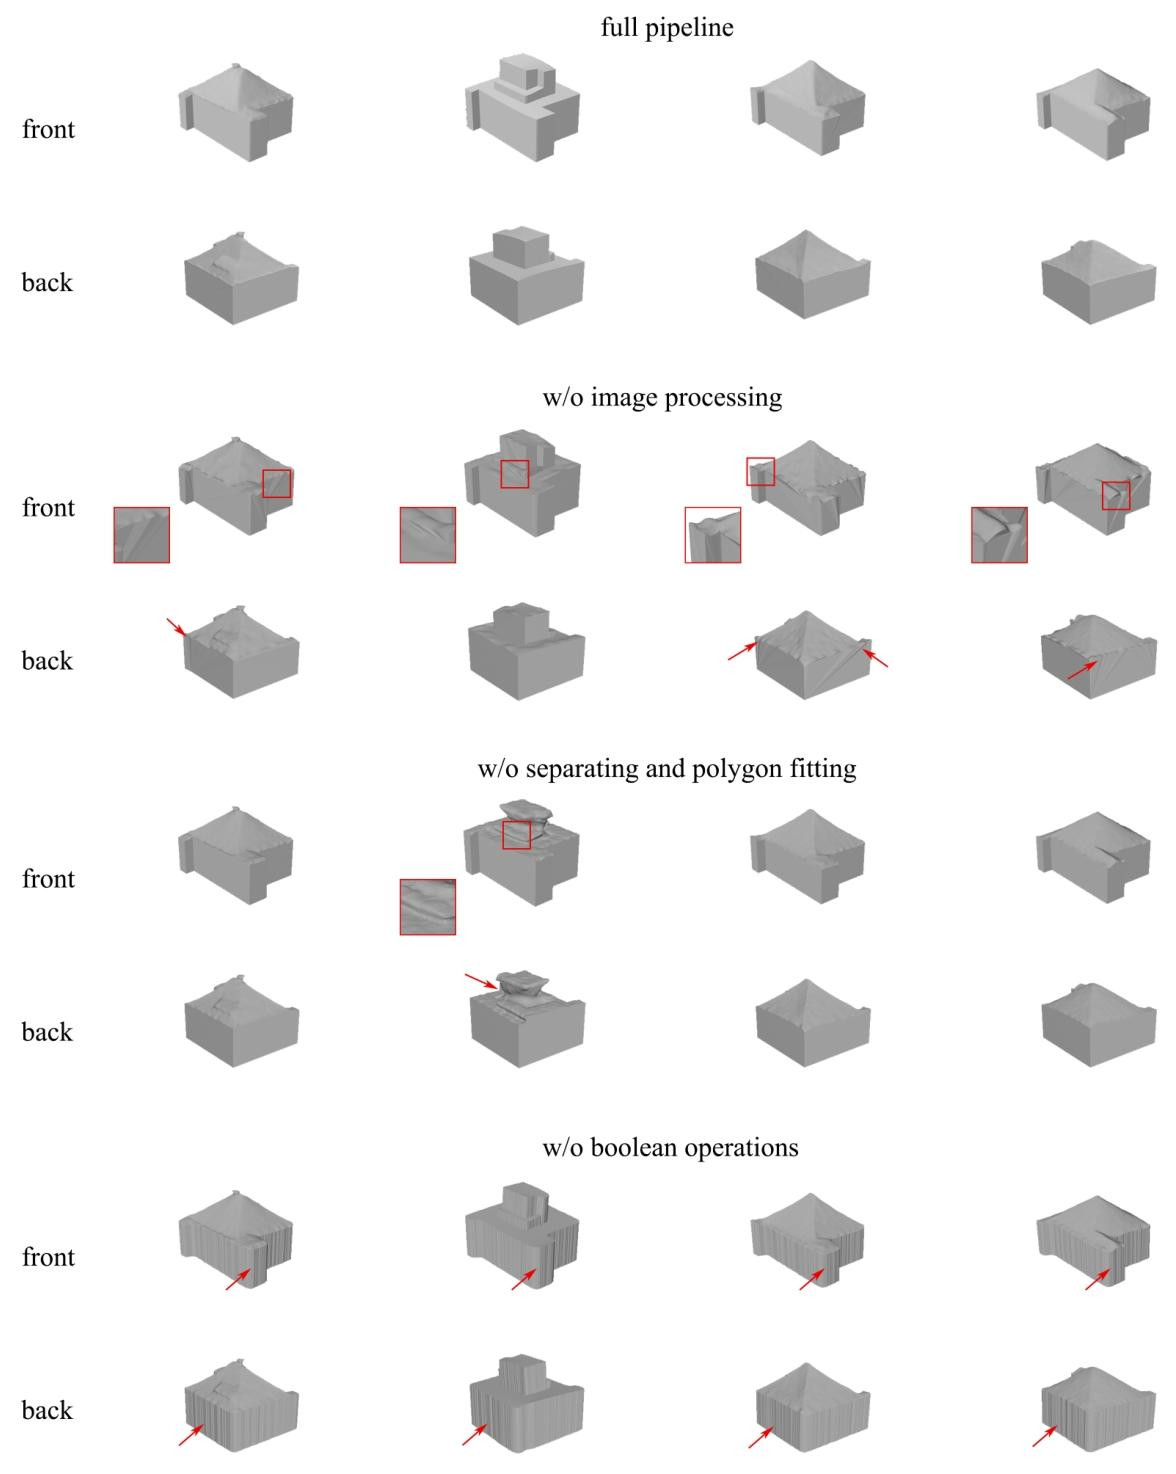 full pipeline
front
back
w/o image processing
front
back
w/o separating and polygon fitting
front
back
w/o boolean operations
front
back